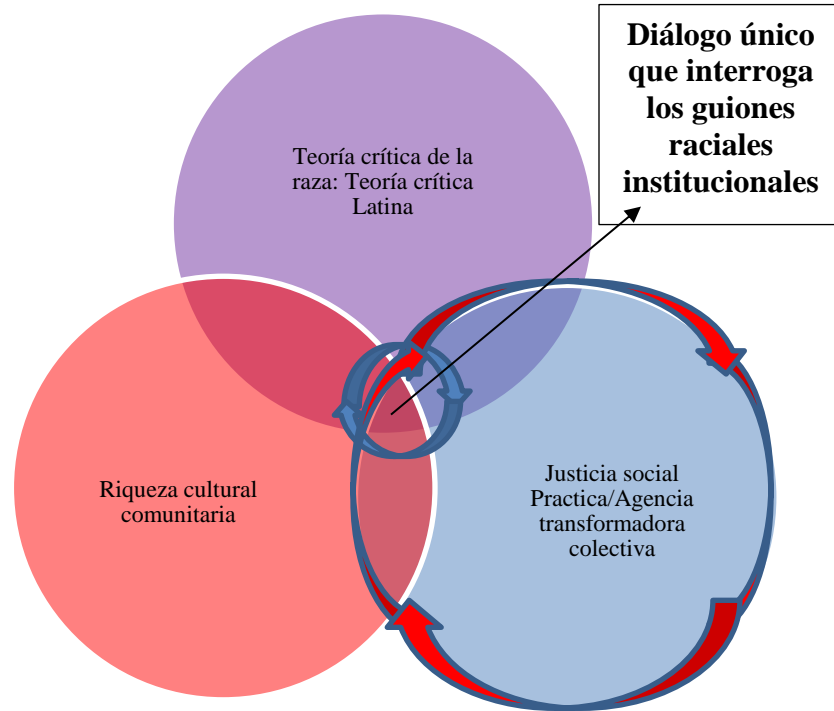 Diálogo único
que interroga
los guiones
raciales
institucionales
Teoría crítica de la
raza: Teoría crítica
Latina
Riqueza cultural
comunitaria
Justicia social
Practica/Agencia
transformadora
colectiva